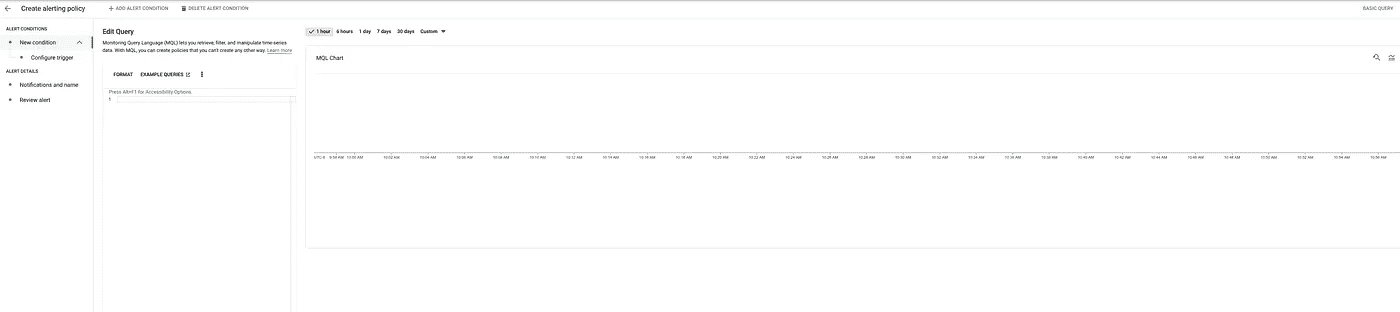 Create alerting policy
ADD ALERT CONDITION
DELETE ALERT CONDITION
BASIC QUERY
ALERT CONDITIONS
New condition
Configure trigger
ALERT DETAILS
Notifications and name
Review alert
Edit Query
Monitoring Query Language (MQL) lets you retrieve, filter, and manipulate time-series
data. With MQL, you can create policies that you can't create any other way. Learn more
FORMAT EXAMPLE QUERIES
Press Alt+F1 for Accessibility Options.
1
1 hour 6 hours 1 day 7 days 30 days Custom
MQL Chart
9:58 AM 10:00 AM 10:02 AM 10:04 AM 10:06 AM 10:08 AM 10:10 AM 10:12 AM 10:14 AM 10:16 AM 10:18 AM 10:20 AM 10:22 AM 10:24 AM 10:26 AM 10:28 AM 10:30 AM 10:32 AM 10:34 AM 10:36 AM 10:38 AM 10:40 AM 10:42 AM 10:44 AM 10:46 AM 10:48 AM 10:50 AM 10:52 AM 10:54 AM 10:56 AM